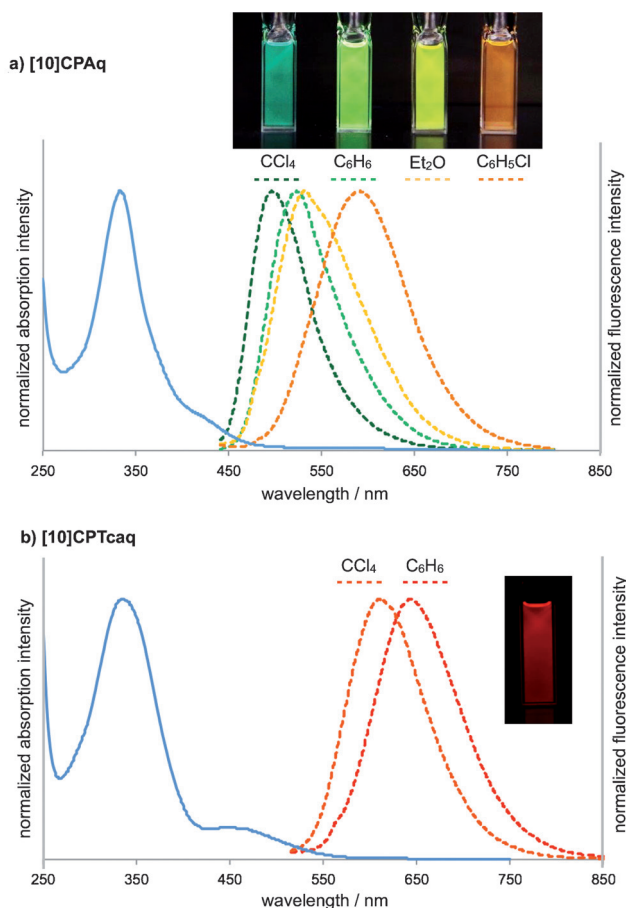 a) [10]CPAq
CCl₄ C₆H₆ Et₂O C₆H₅Cl
normalized absorption intensity
normalized fluorescence intensity
250 350 450 550 650 750 850
wavelength / nm
b) [10]CPTcaq
CCl₄ C₆H₆
normalized absorption intensity
normalized fluorescence intensity
250 350 450 550 650 750 850
wavelength / nm